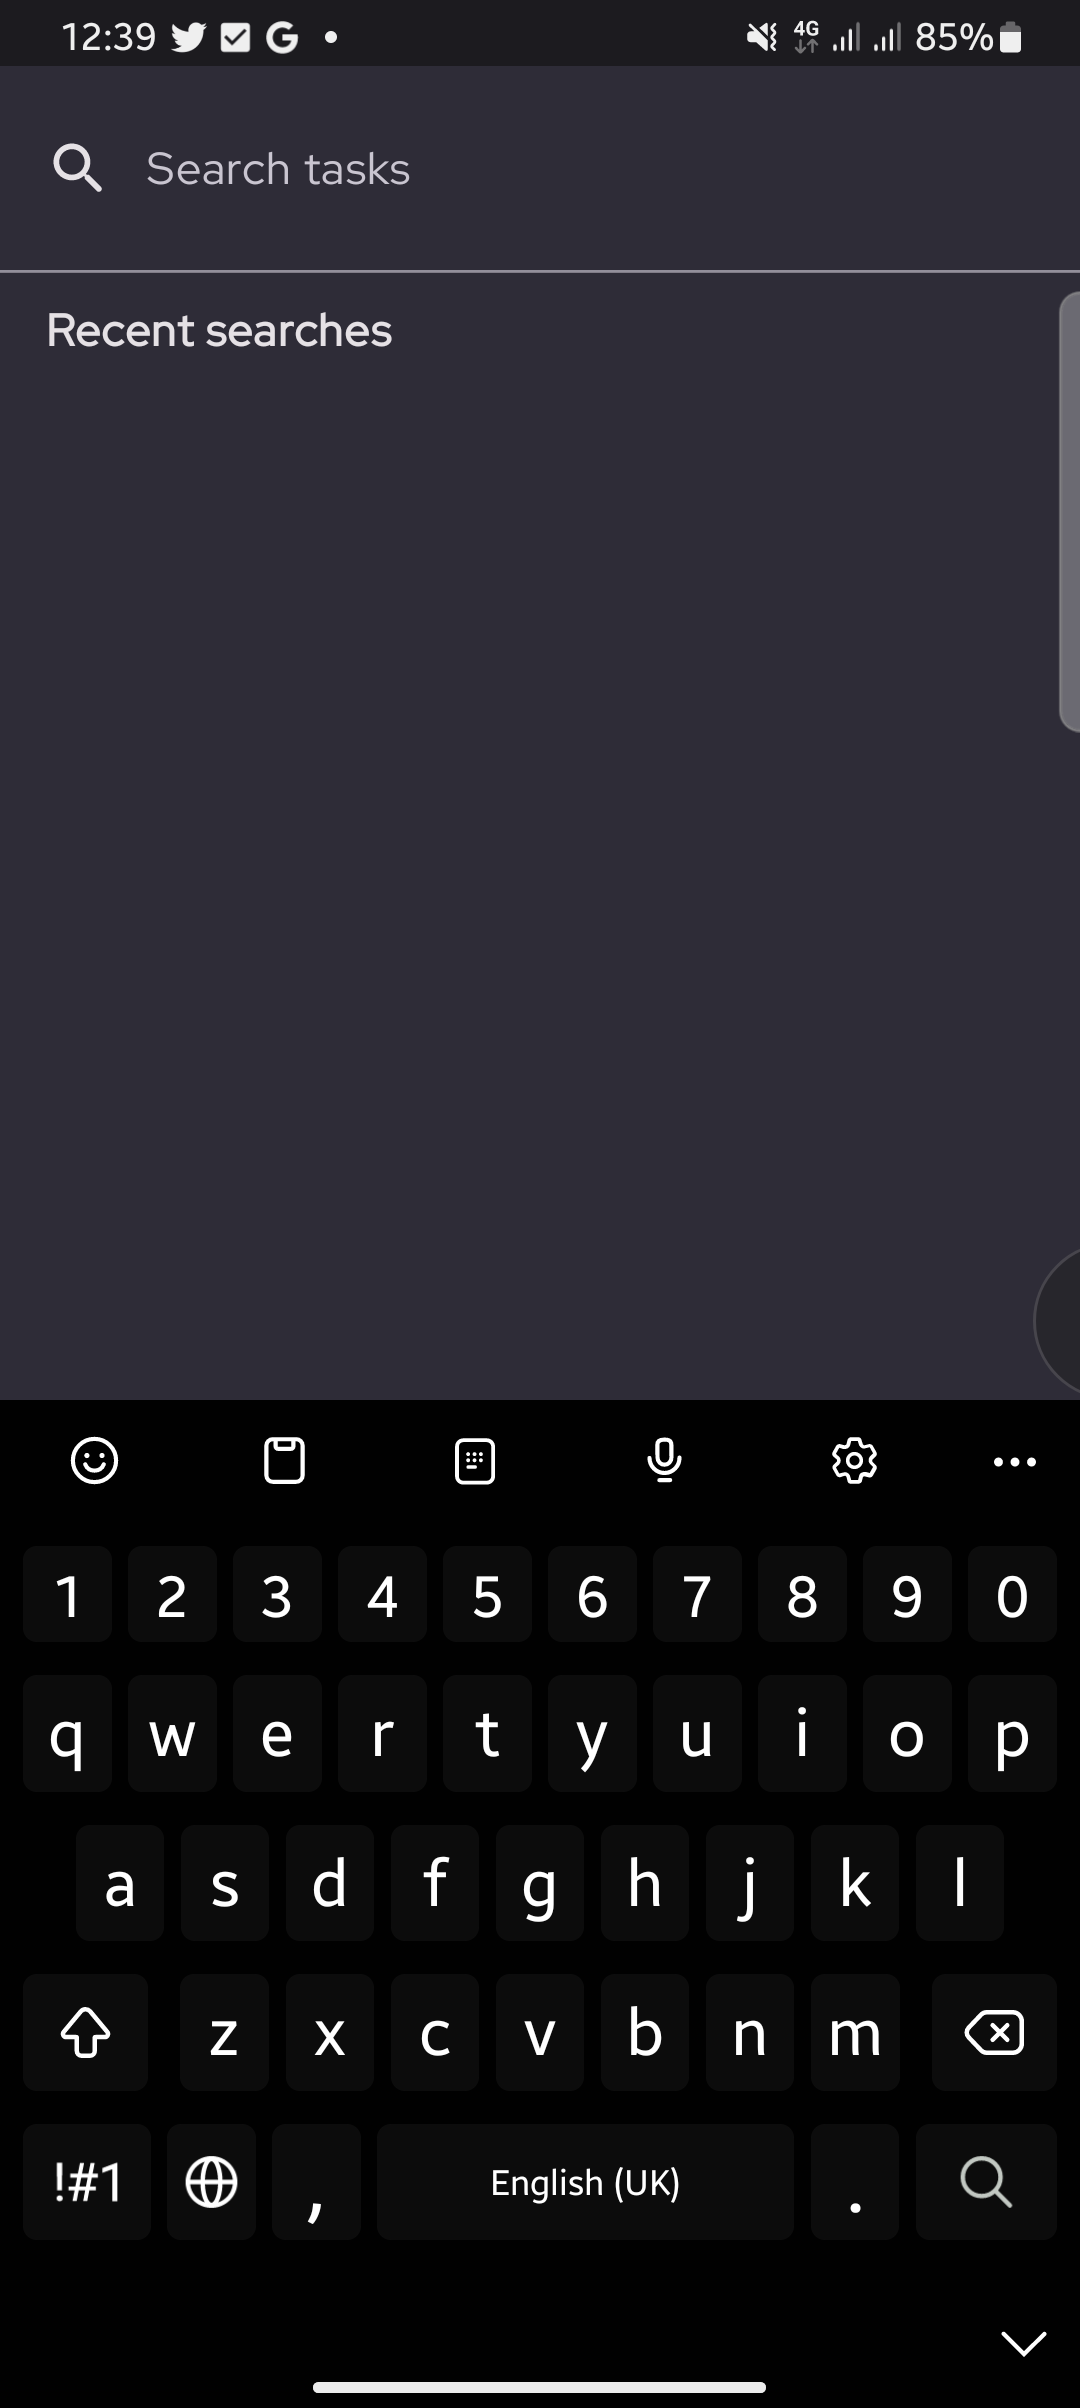 12:39 4G 85%
Search tasks
Recent searches
1 2 3 4 5 6 7 8 9 0
q w e r t y u i o p
a s d f g h j k l
z x c v b n m
!#1 , English (UK) .